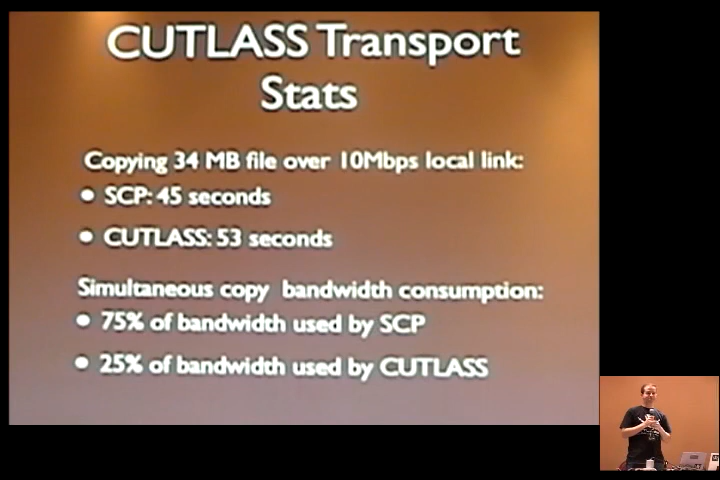 CUTLASS Transport
Stats
Copying 34 MB file over 10Mbps local link:
SCP: 45 seconds
CUTLASS: 53 seconds
Simultaneous copy bandwidth consumption:
75% of bandwidth used by SCP
25% of bandwidth used by CUTLASS